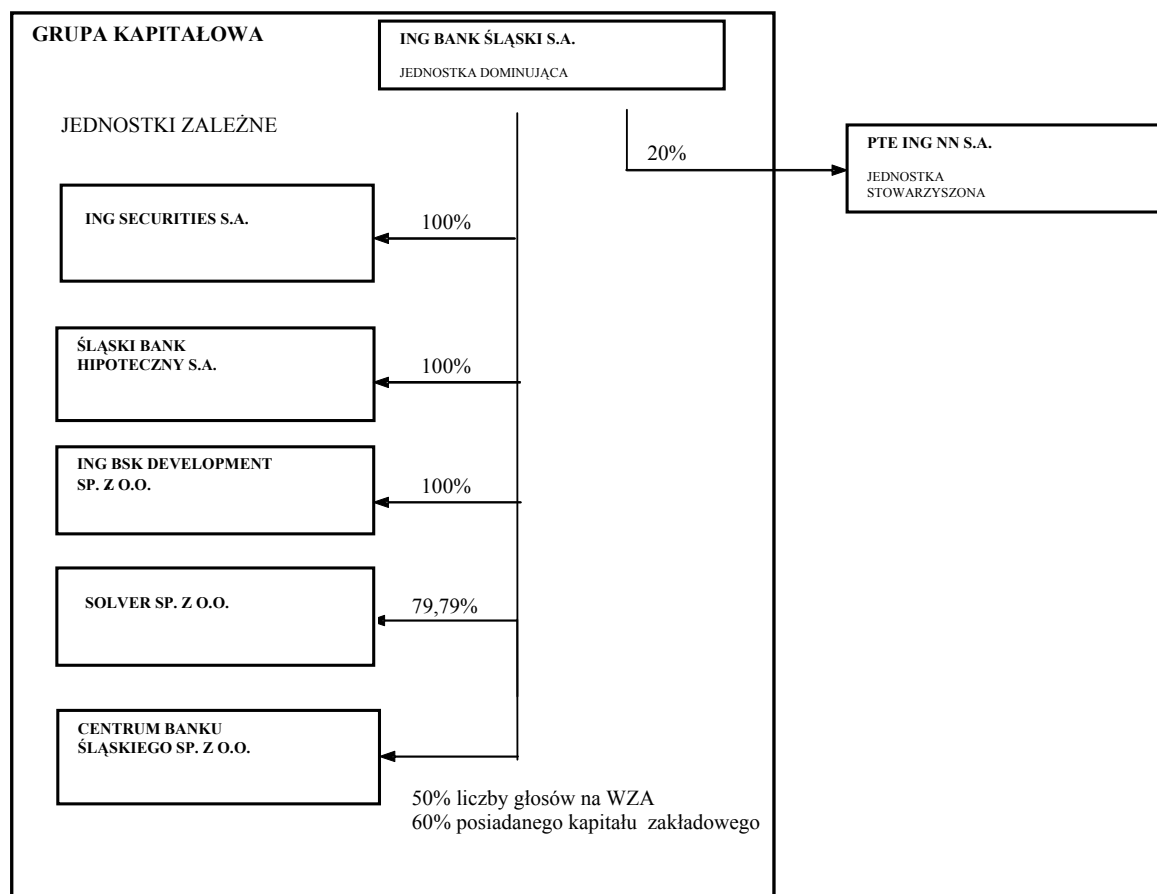 GRUPA KAPITAŁOWA
ING BANK ŚLĄSKI S.A.
JEDNOSTKA DOMINUJĄCA
JEDNOSTKI ZALEŻNE
20%
PTE ING NN S.A.
JEDNOSTKA
STOWARZYSZONA
ING SECURITIES S.A.
100%
ŚLĄSKI BANK
HIPOTECZNY S.A.
100%
ING BSK DEVELOPMENT
SP. Z O.O.
100%
SOLVER SP. Z O.O.
79,79%
CENTRUM BANKU
ŚLĄSKIEGO SP. Z O.O.
50% liczby głosów na WZA
60% posiadanego kapitału zakładowego